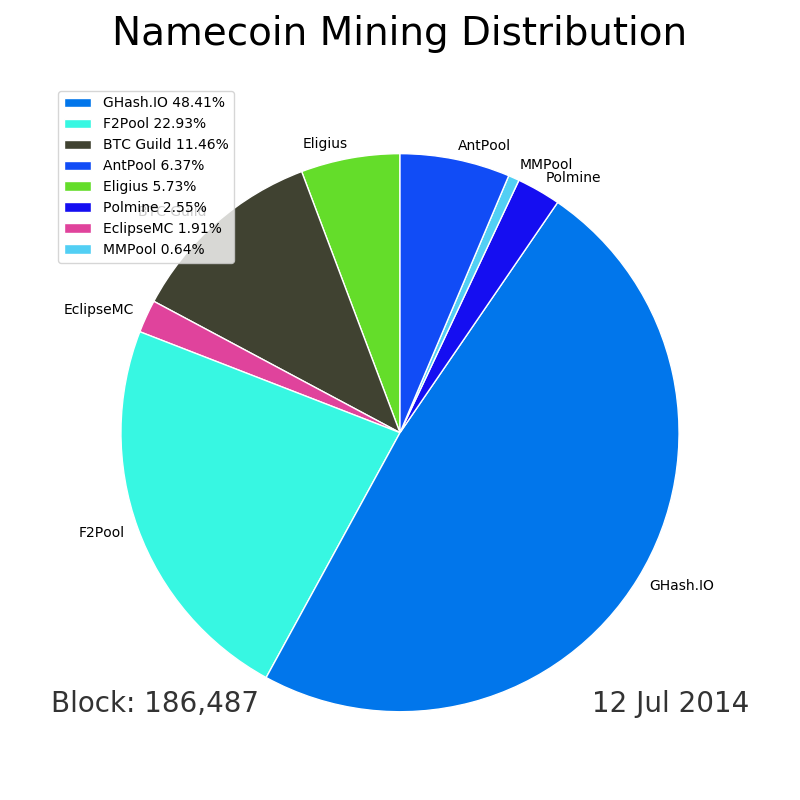 Namecoin Mining Distribution
GHash.IO 48.41%
F2Pool 22.93%
BTC Guild 11.46%
AntPool 6.37%
Eligius 5.73%
Polmine 2.55%
EclipseMC 1.91%
MMPool 0.64%
Eligius
AntPool
MMPool
Polmine
BTC Guild
EclipseMC
F2Pool
GHash.IO
Block: 186,487
12 Jul 2014